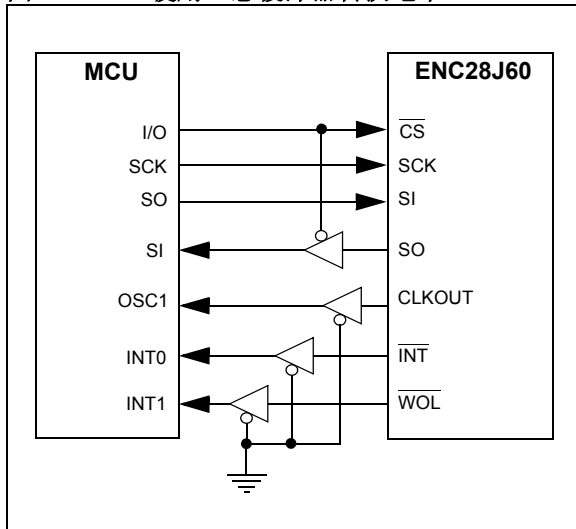 MCU
ENC28J60
I/O
CS
SCK
SCK
SO
SI
SI
SO
OSC1
CLKOUT
INT0
INT
INT1
WOL